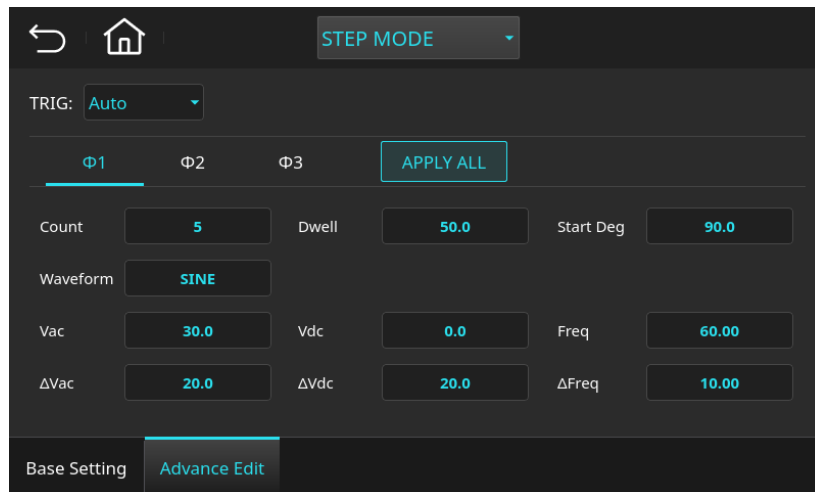 STEP MODE
TRIG: Auto
Φ1 Φ2 Φ3 APPLY ALL
Count 5 Dwell 50.0 Start Deg 90.0
Waveform SINE
Vac 30.0 Vdc 0.0 Freq 60.00
ΔVac 20.0 ΔVdc 20.0 ΔFreq 10.00
Base Setting Advance Edit